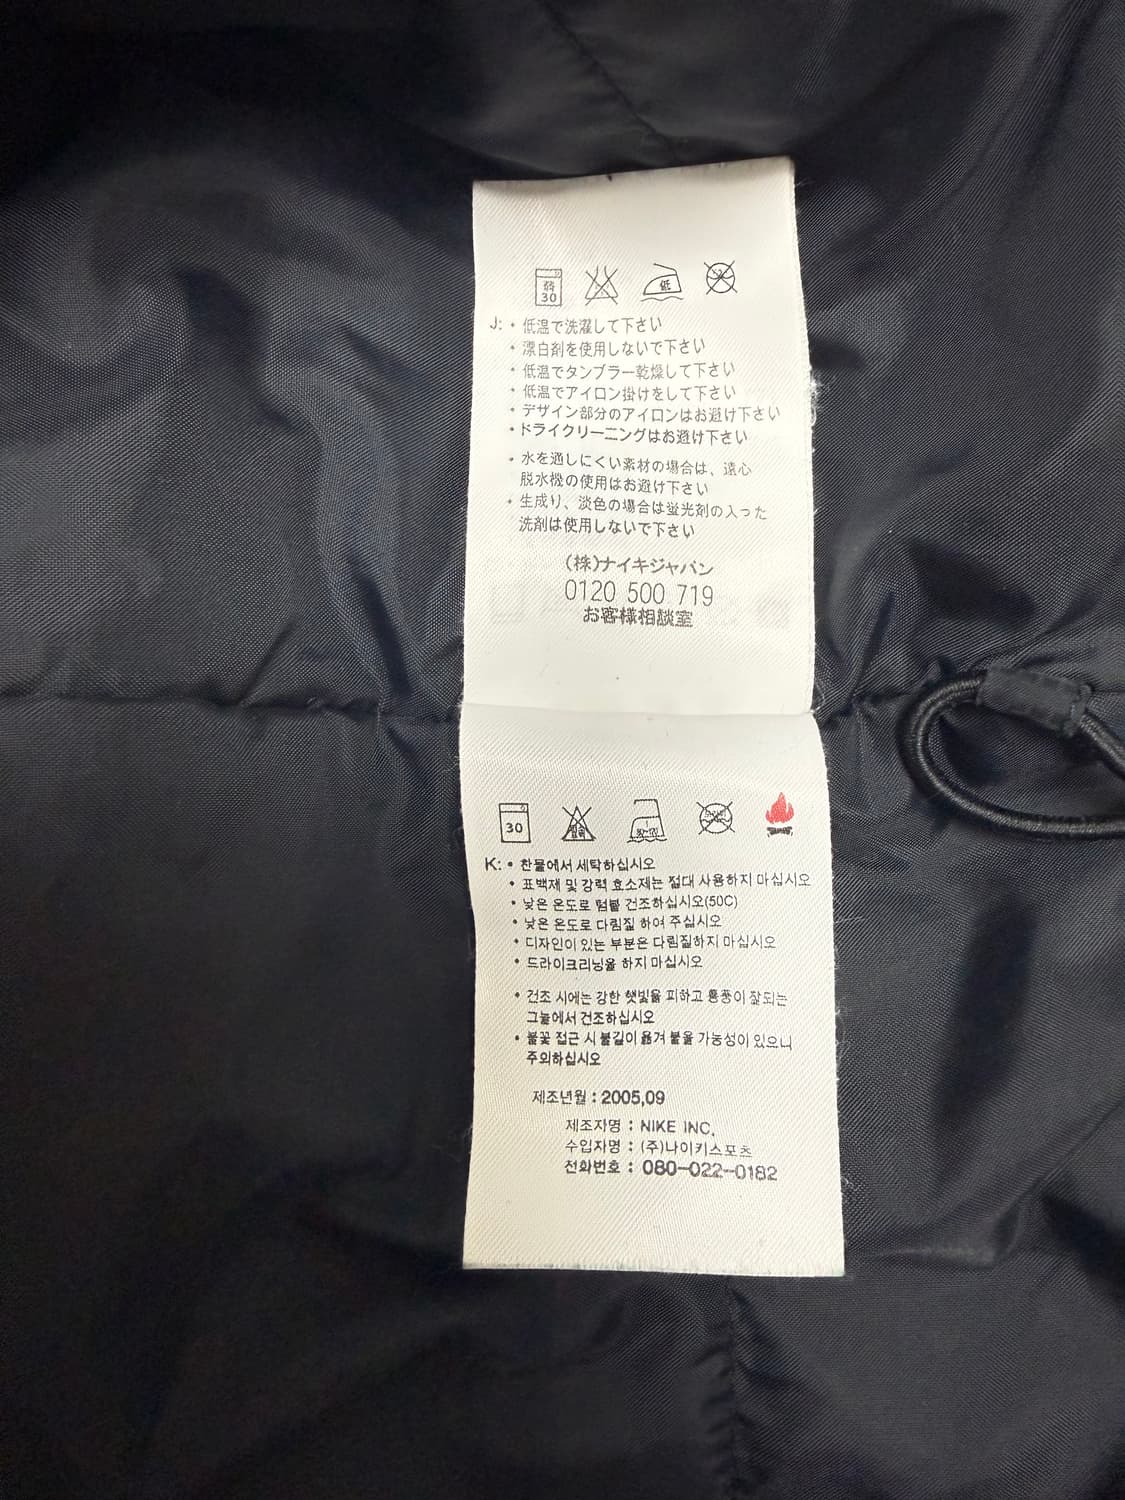 弱
30
低
J: • 低温で洗濯して下さい
• 漂白剤を使用しないで下さい
• 低温でタンブラー乾燥して下さい
• 低温でアイロン掛けをして下さい
• デザイン部分のアイロンはお避け下さい
• ドライクリーニングはお避け下さい
• 水を通しにくい素材の場合は、遠心
脱水機の使用はお避け下さい
• 生成り、淡色の場合は蛍光剤の入った
洗剤は使用しないで下さい
(株)ナイキジャパン
0120 500 719
お客様相談室
30
K: • 찬물에서 세탁하십시오
• 표백제 및 강력 효소제는 절대 사용하지 마십시오
• 낮은 온도로 텀블 건조하십시오(50C)
• 낮은 온도로 다림질 하여 주십시오
• 디자인이 있는 부분은 다림질하지 마십시오
• 드라이크리닝을 하지 마십시오
• 건조 시에는 강한 햇빛을 피하고 통풍이 잘되는
그늘에서 건조하십시오
• 불꽃 접근 시 불길이 옮겨 붙을 가능성이 있으니
주의하십시오
제조년월 : 2005,09
제조자명 : NIKE INC.
수입자명 : (주)나이키스포츠
전화번호 : 080-022-0182